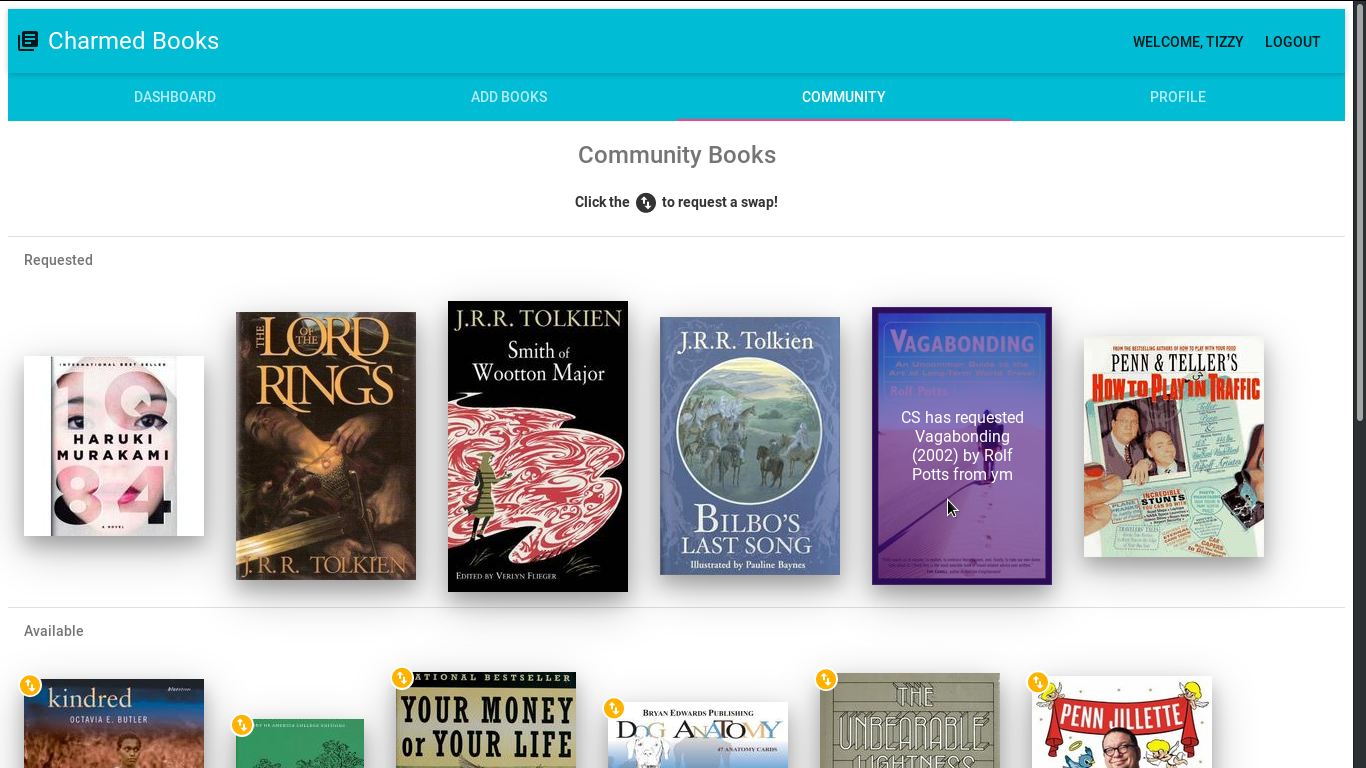 Charmed Books
WELCOME, TIZZY
LOGOUT
DASHBOARD
ADD BOOKS
COMMUNITY
PROFILE
Community Books
Click the to request a swap!
Requested
INTERNATIONAL BEST SELLER
1Q
HARUKI
MURAKAMI
84
A NOVEL
THE
LORD
OF THE
RINGS
J.R.R. TOLKIEN
J.R.R. TOLKIEN
Smith of
Wootton Major
EDITED BY VERLYN FLIEGER
J.R.R. Tolkien
BILBO'S
LAST SONG
Illustrated by Pauline Baynes
VAGABONDING
An Uncommon Guide to the
Art of Long-Term World Travel
Rolf Potts
CS has requested
Vagabonding
(2002) by Rolf
Potts from ym
FROM THE BESTSELLING AUTHORS OF HOW TO PLAY WITH YOUR FOOD
PENN & TELLER'S
HOW TO PLAY IN TRAFFIC
INCREDIBLE
STUNTS
YOU CAN DO WITH
Available
kindred
OCTAVIA E. BUTLER
NATIONAL BESTSELLER
YOUR MONEY
or YOUR LIFE
BRYAN EDWARDS PUBLISHING
DOG ANATOMY
47 ANATOMY CARDS
THE
UNBEARABLE
LIGHTNESS
PENN JILLETTE